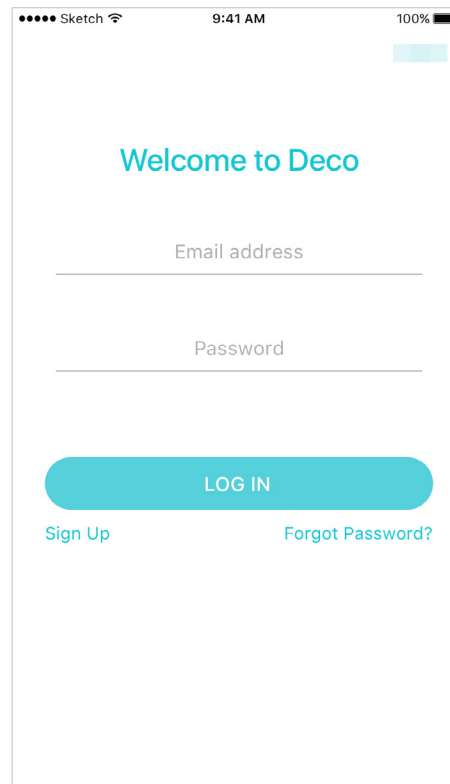 Sketch 9:41 AM 100%
Welcome to Deco
Email address
Password
LOG IN
Sign Up Forgot Password?